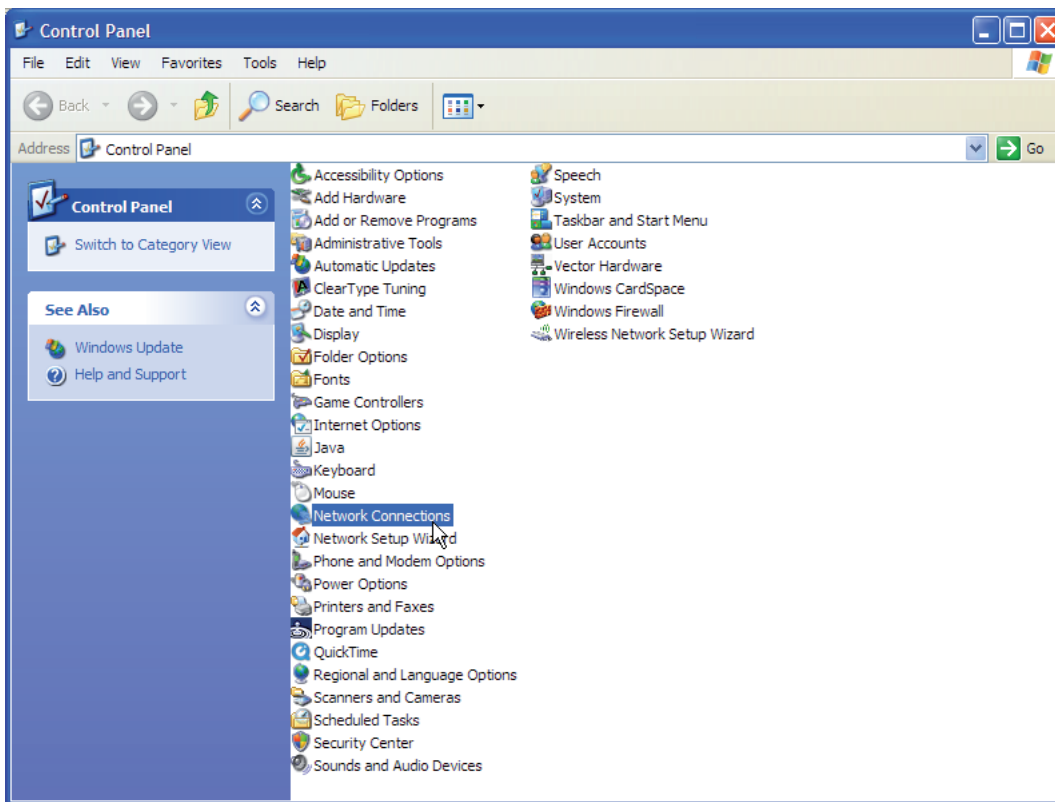 Control Panel
File Edit View Favorites Tools Help
Back Search Folders
Address Control Panel Go
Control Panel
Switch to Category View
See Also
Windows Update
Help and Support
Accessibility Options
Add Hardware
Add or Remove Programs
Administrative Tools
Automatic Updates
ClearType Tuning
Date and Time
Display
Folder Options
Fonts
Game Controllers
Internet Options
Java
Keyboard
Mouse
Network Connections
Network Setup Wizard
Phone and Modem Options
Power Options
Printers and Faxes
Program Updates
QuickTime
Regional and Language Options
Scanners and Cameras
Scheduled Tasks
Security Center
Sounds and Audio Devices
Speech
System
Taskbar and Start Menu
User Accounts
Vector Hardware
Windows CardSpace
Windows Firewall
Wireless Network Setup Wizard